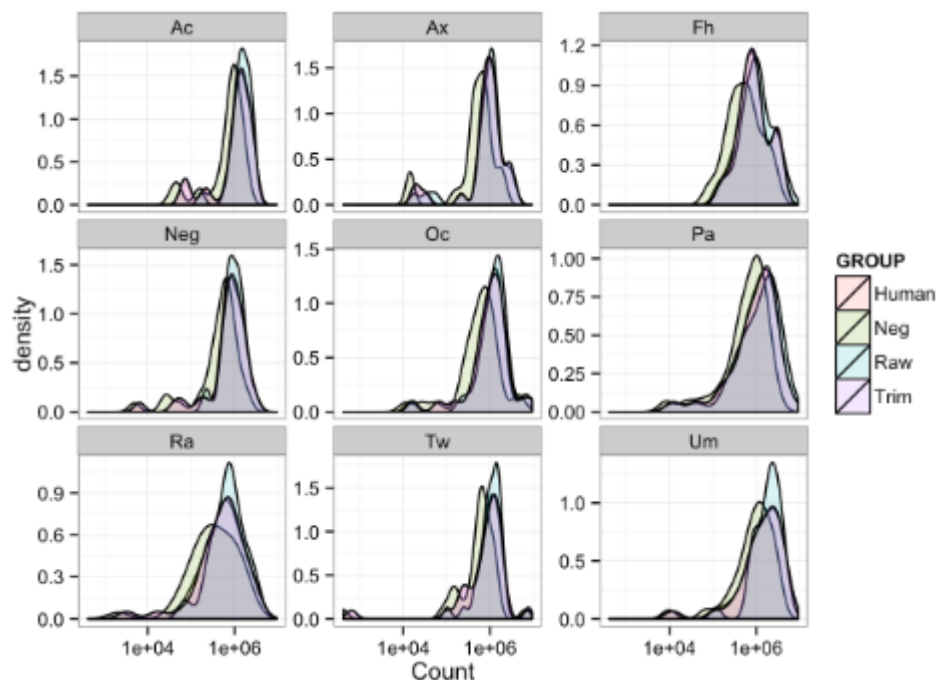 Ac Ax Fh
1.5 1.0 0.5 0.0
1.5 1.0 0.5 0.0
1.2 0.9 0.6 0.3 0.0
Neg Oc Pa
1.5 1.0 0.5 0.0
1.5 1.0 0.5 0.0
1.00 0.75 0.50 0.25 0.00
Ra Tw Um
0.9 0.6 0.3 0.0
1.5 1.0 0.5 0.0
1.0 0.5 0.0
1e+04 1e+06 1e+04 1e+06 1e+04 1e+06
Count
density
GROUP
Human
Neg
Raw
Trim